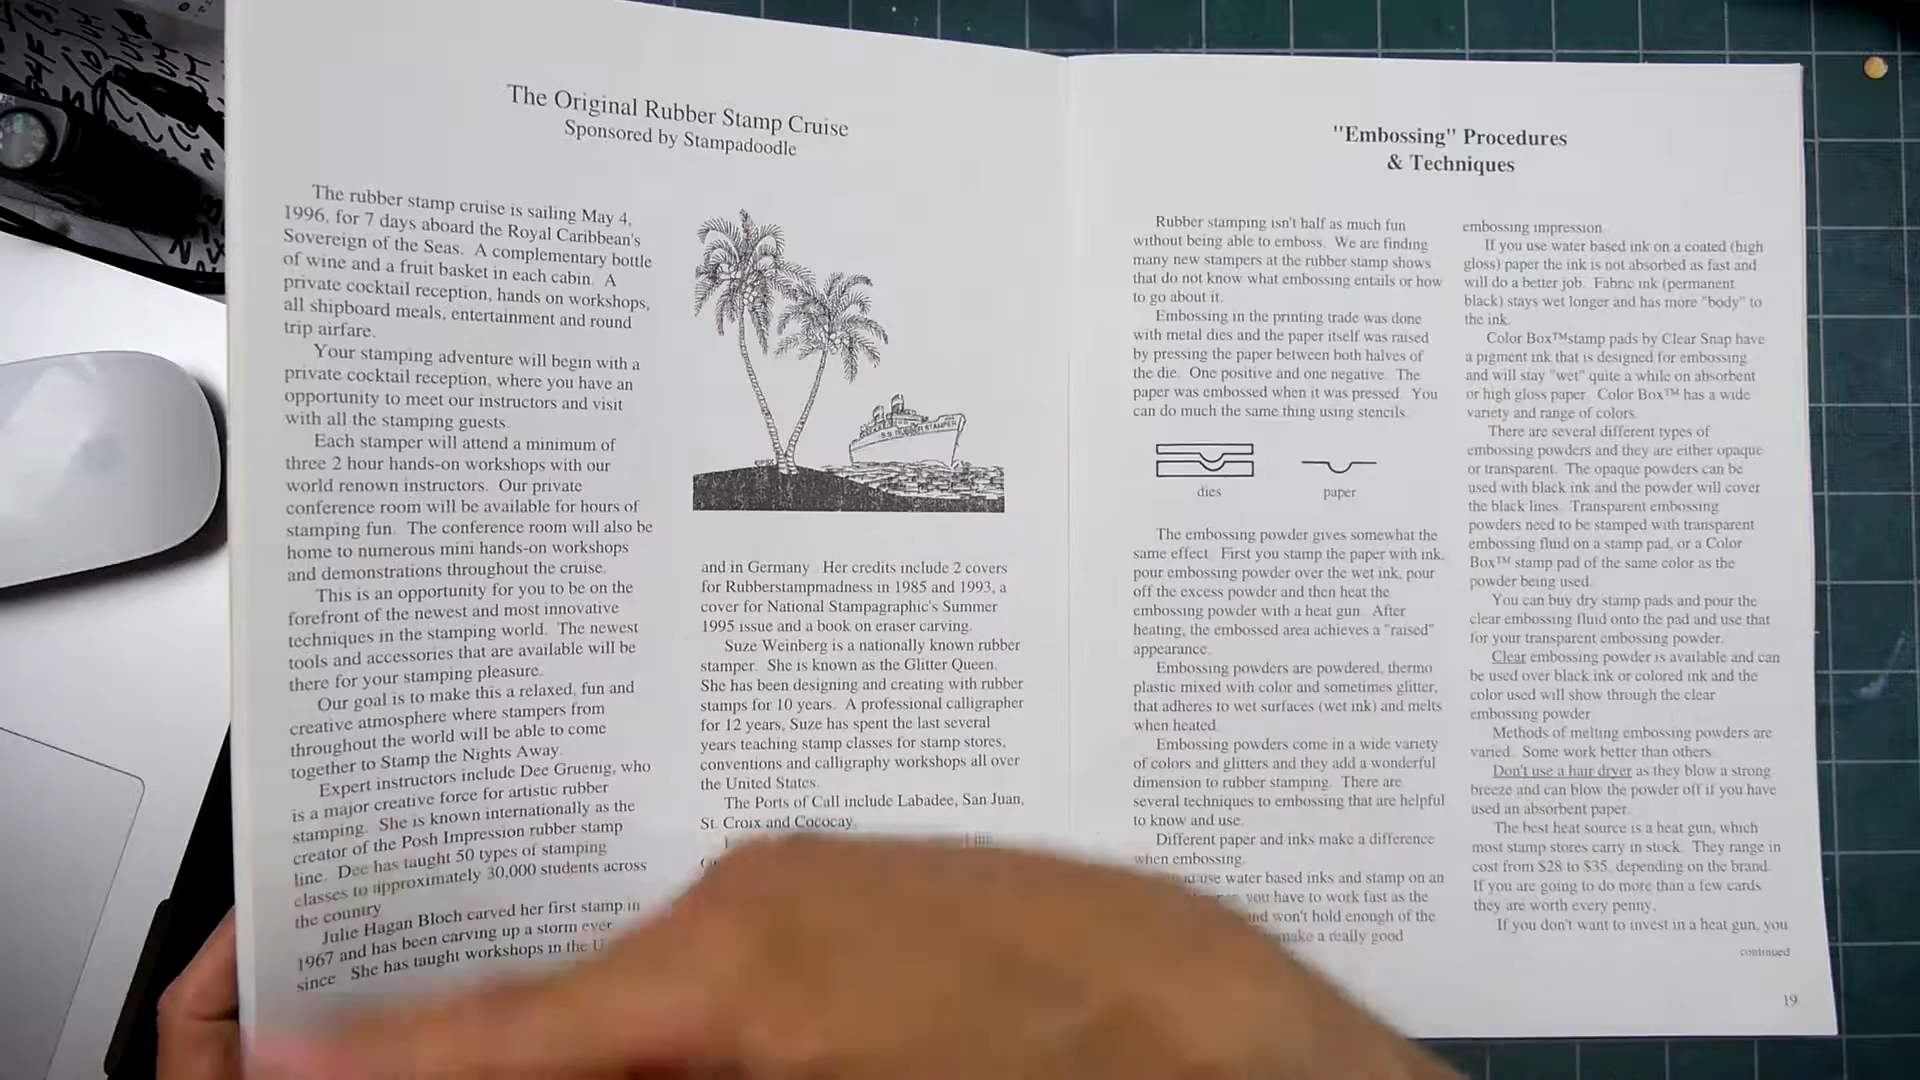 The Original Rubber Stamp Cruise
Sponsored by Stampadoodle
The rubber stamp cruise is sailing May 4,
1996, for 7 days aboard the Royal Caribbean's
Sovereign of the Seas. A complementary bottle
of wine and a fruit basket in each cabin. A
private cocktail reception, hands on workshops,
all shipboard meals, entertainment and round
trip airfare.
Your stamping adventure will begin with a
private cocktail reception, where you have an
opportunity to meet our instructors and visit
with all the stamping guests.
Each stamper will attend a minimum of
three 2 hour hands-on workshops with our
world renown instructors. Our private
conference room will be available for hours of
stamping fun. The conference room will also be
home to numerous mini hands-on workshops
and demonstrations throughout the cruise.
This is an opportunity for you to be on the
forefront of the newest and most innovative
techniques in the stamping world. The newest
tools and accessories that are available will be
there for your stamping pleasure.
Our goal is to make this a relaxed, fun and
creative atmosphere where stampers from
throughout the world will be able to come
together to Stamp the Nights Away.
Expert instructors include Dee Gruenig, who
is a major creative force for artistic rubber
stamping. She is known internationally as the
creator of the Posh Impression rubber stamp
line. Dee has taught 50 types of stamping
classes to approximately 30,000 students across
the country
Julie Hagan Bloch carved her first stamp in
1967 and has been carving up a storm ever
since She has taught workshops in the U
S.S. RUBBER STAMPER
and in Germany Her credits include 2 covers
for Rubberstampmadness in 1985 and 1993, a
cover for National Stampagraphic's Summer
1995 issue and a book on eraser carving.
Suze Weinberg is a nationally known rubber
stamper. She is known as the Glitter Queen.
She has been designing and creating with rubber
stamps for 10 years. A professional calligrapher
for 12 years, Suze has spent the last several
years teaching stamp classes for stamp stores,
conventions and calligraphy workshops all over
the United States.
The Ports of Call include Labadee, San Juan,
St. Croix and Cococay.
"Embossing" Procedures
& Techniques
Rubber stamping isn't half as much fun
without being able to emboss. We are finding
many new stampers at the rubber stamp shows
that do not know what embossing entails or how
to go about it.
Embossing in the printing trade was done
with metal dies and the paper itself was raised
by pressing the paper between both halves of
the die. One positive and one negative. The
paper was embossed when it was pressed. You
can do much the same thing using stencils.
dies
paper
The embossing powder gives somewhat the
same effect. First you stamp the paper with ink,
pour embossing powder over the wet ink, pour
off the excess powder and then heat the
embossing powder with a heat gun. After
heating, the embossed area achieves a "raised"
appearance.
Embossing powders are powdered, thermo
plastic mixed with color and sometimes glitter,
that adheres to wet surfaces (wet ink) and melts
when heated.
Embossing powders come in a wide variety
of colors and glitters and they add a wonderful
dimension to rubber stamping. There are
several techniques to embossing that are helpful
to know and use.
Different paper and inks make a difference
when embossing.
use water based inks and stamp on an
you have to work fast as the
and won't hold enough of the
make a really good
embossing impression.
If you use water based ink on a coated (high
gloss) paper the ink is not absorbed as fast and
will do a better job. Fabric ink (permanent
black) stays wet longer and has more "body" to
the ink.
Color Box™stamp pads by Clear Snap have
a pigment ink that is designed for embossing
and will stay "wet" quite a while on absorbent
or high gloss paper. Color Box™ has a wide
variety and range of colors.
There are several different types of
embossing powders and they are either opaque
or transparent. The opaque powders can be
used with black ink and the powder will cover
the black lines. Transparent embossing
powders need to be stamped with transparent
embossing fluid on a stamp pad, or a Color
Box™ stamp pad of the same color as the
powder being used.
You can buy dry stamp pads and pour the
clear embossing fluid onto the pad and use that
for your transparent embossing powder.
Clear embossing powder is available and can
be used over black ink or colored ink and the
color used will show through the clear
embossing powder
Methods of melting embossing powders are
varied. Some work better than others.
Don't use a hair dryer as they blow a strong
breeze and can blow the powder off if you have
used an absorbent paper.
The best heat source is a heat gun, which
most stamp stores carry in stock. They range in
cost from $28 to $35, depending on the brand.
If you are going to do more than a few cards
they are worth every penny.
If you don't want to invest in a heat gun, you
continued
19